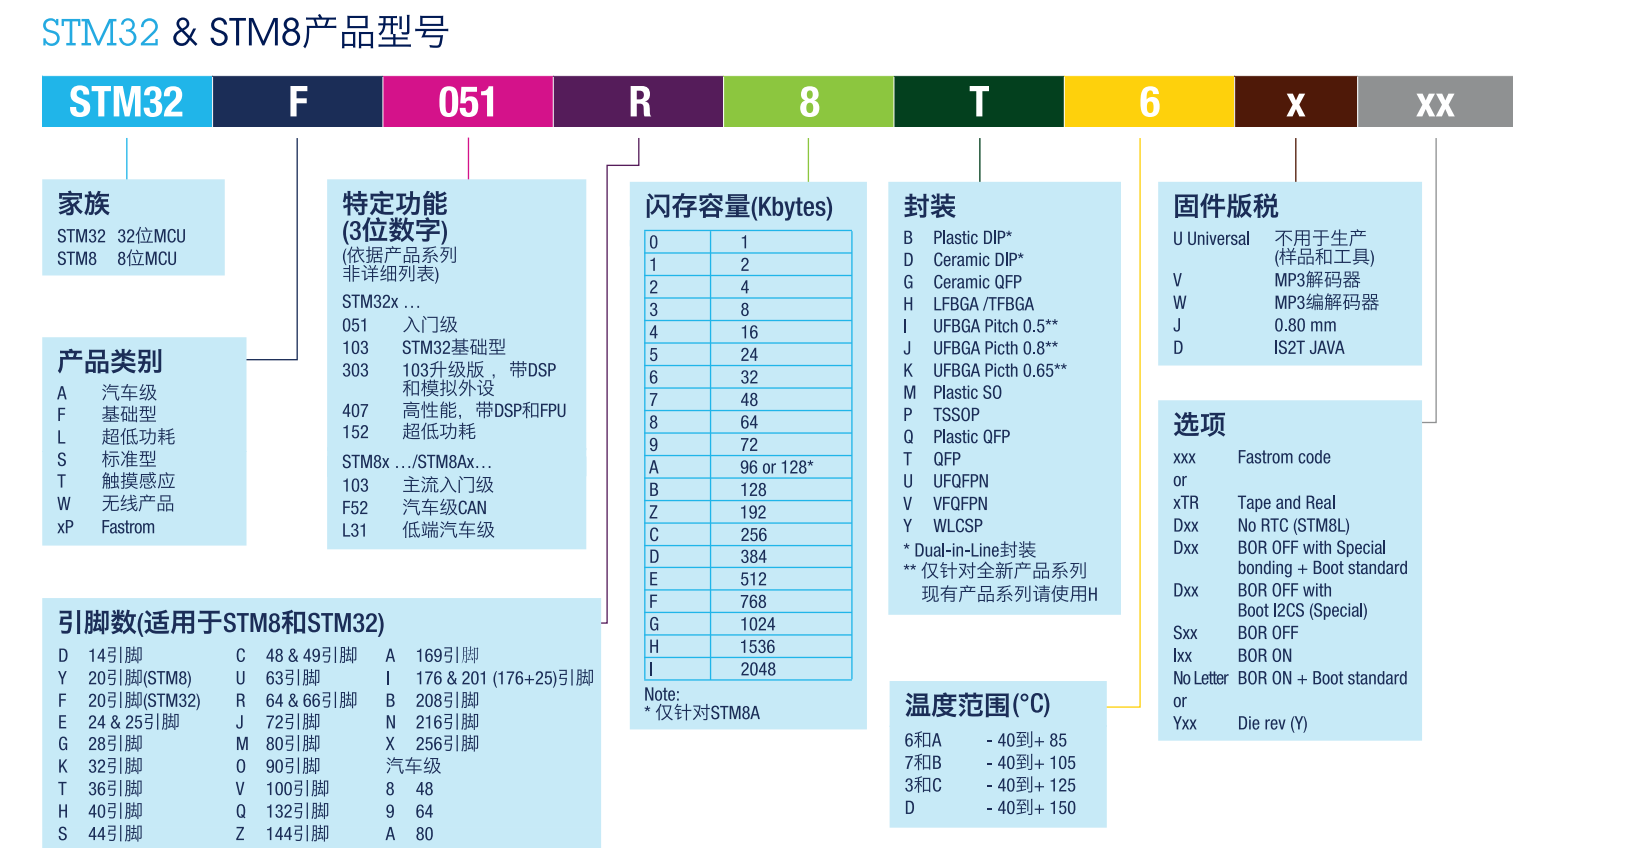 STM32 & STM8产品型号
STM32 F 051 R 8 T 6 x xx
家族
STM32 32位MCU
STM8 8位MCU
产品类别
A 汽车级
F 基础型
L 超低功耗
S 标准型
T 触摸感应
W 无线产品
xP Fastrom
特定功能
(3位数字)
(依据产品系列
非详细列表)
STM32x ...
051 入门级
103 STM32基础型
303 103升级版，带DSP
和模拟外设
407 高性能，带DSP和FPU
152 超低功耗
STM8x .../STM8Ax...
103 主流入门级
F52 汽车级CAN
L31 低端汽车级
引脚数(适用于STM8和STM32)
D 14引脚
Y 20引脚(STM8)
F 20引脚(STM32)
E 24 & 25引脚
G 28引脚
K 32引脚
T 36引脚
H 40引脚
S 44引脚
C 48 & 49引脚
U 63引脚
R 64 & 66引脚
J 72引脚
M 80引脚
O 90引脚
V 100引脚
Q 132引脚
Z 144引脚
A 169引脚
I 176 & 201 (176+25)引脚
B 208引脚
N 216引脚
X 256引脚
汽车级
8 48
9 64
A 80
闪存容量(Kbytes)
0 1
1 2
2 4
3 8
4 16
5 24
6 32
7 48
8 64
9 72
A 96 or 128*
B 128
Z 192
C 256
D 384
E 512
F 768
G 1024
H 1536
I 2048
Note:
* 仅针对STM8A
封装
B Plastic DIP*
D Ceramic DIP*
G Ceramic QFP
H LFBGA /TFBGA
I UFBGA Pitch 0.5**
J UFBGA Picth 0.8**
K UFBGA Picth 0.65**
M Plastic SO
P TSSOP
Q Plastic QFP
T QFP
U UFQFPN
V VFQFPN
Y WLCSP
* Dual-in-Line封装
** 仅针对全新产品系列
现有产品系列请使用H
温度范围(°C)
6和A - 40到+ 85
7和B - 40到+ 105
3和C - 40到+ 125
D - 40到+ 150
固件版税
U Universal 不用于生产
(样品和工具)
V MP3解码器
W MP3编解码器
J 0.80 mm
D IS2T JAVA
选项
xxx Fastrom code
or
xTR Tape and Real
Dxx No RTC (STM8L)
Dxx BOR OFF with Special
bonding + Boot standard
Dxx BOR OFF with
Boot I2CS (Special)
Sxx BOR OFF
Ixx BOR ON
No Letter BOR ON + Boot standard
or
Yxx Die rev (Y)